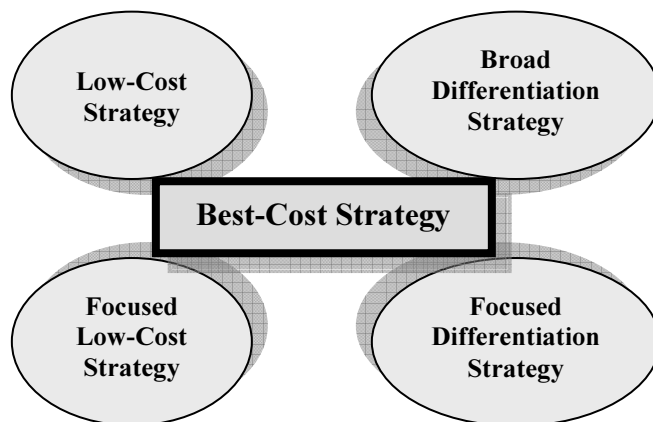 Low-Cost
Strategy
Broad
Differentiation
Strategy
Best-Cost Strategy
Focused
Low-Cost
Strategy
Focused
Differentiation
Strategy